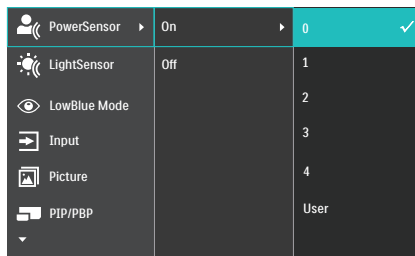 PowerSensor
On
0
LightSensor
Off
1
LowBlue Mode
2
Input
3
Picture
4
PIP/PBP
User